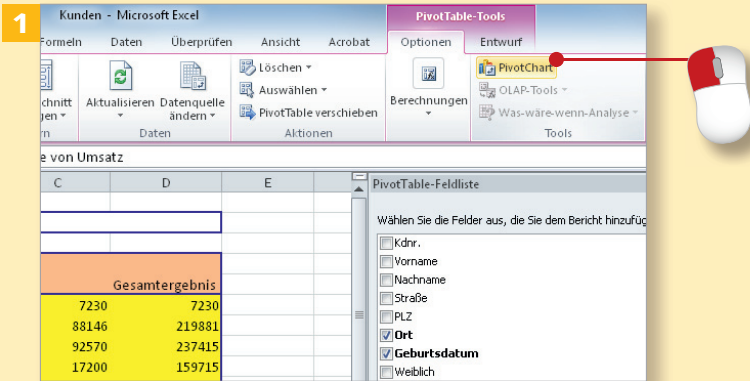 1
Kunden - Microsoft Excel
PivotTable-Tools
Formeln Daten Überprüfen Ansicht Acrobat Optionen Entwurf
Aktualisieren
Datenquelle
ändern
Daten
Löschen
Auswählen
PivotTable verschieben
Aktionen
Berechnungen
PivotChart
OLAP-Tools
Was-wäre-wenn-Analyse
Tools
e von Umsatz
C D E
Gesamtergebnis
7230 7230
88146 219881
92570 237415
17200 159715
PivotTable-Feldliste
Wählen Sie die Felder aus, die Sie dem Bericht hinzufüg
Kdnr.
Vorname
Nachname
Straße
PLZ
Ort
Geburtsdatum
Weiblich